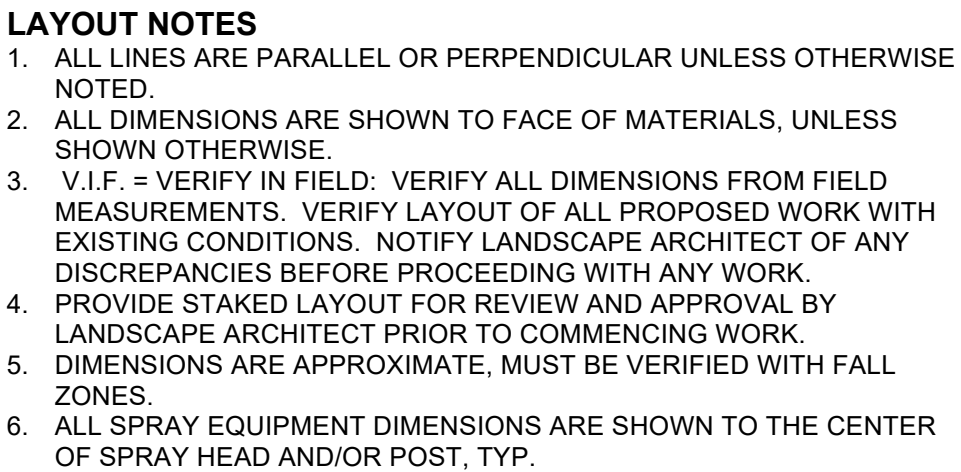 LAYOUT NOTES
1. ALL LINES ARE PARALLEL OR PERPENDICULAR UNLESS OTHERWISE
NOTED.
2. ALL DIMENSIONS ARE SHOWN TO FACE OF MATERIALS, UNLESS
SHOWN OTHERWISE.
3. V.I.F. = VERIFY IN FIELD: VERIFY ALL DIMENSIONS FROM FIELD
MEASUREMENTS. VERIFY LAYOUT OF ALL PROPOSED WORK WITH
EXISTING CONDITIONS. NOTIFY LANDSCAPE ARCHITECT OF ANY
DISCREPANCIES BEFORE PROCEEDING WITH ANY WORK.
4. PROVIDE STAKED LAYOUT FOR REVIEW AND APPROVAL BY
LANDSCAPE ARCHITECT PRIOR TO COMMENCING WORK.
5. DIMENSIONS ARE APPROXIMATE, MUST BE VERIFIED WITH FALL
ZONES.
6. ALL SPRAY EQUIPMENT DIMENSIONS ARE SHOWN TO THE CENTER
OF SPRAY HEAD AND/OR POST, TYP.